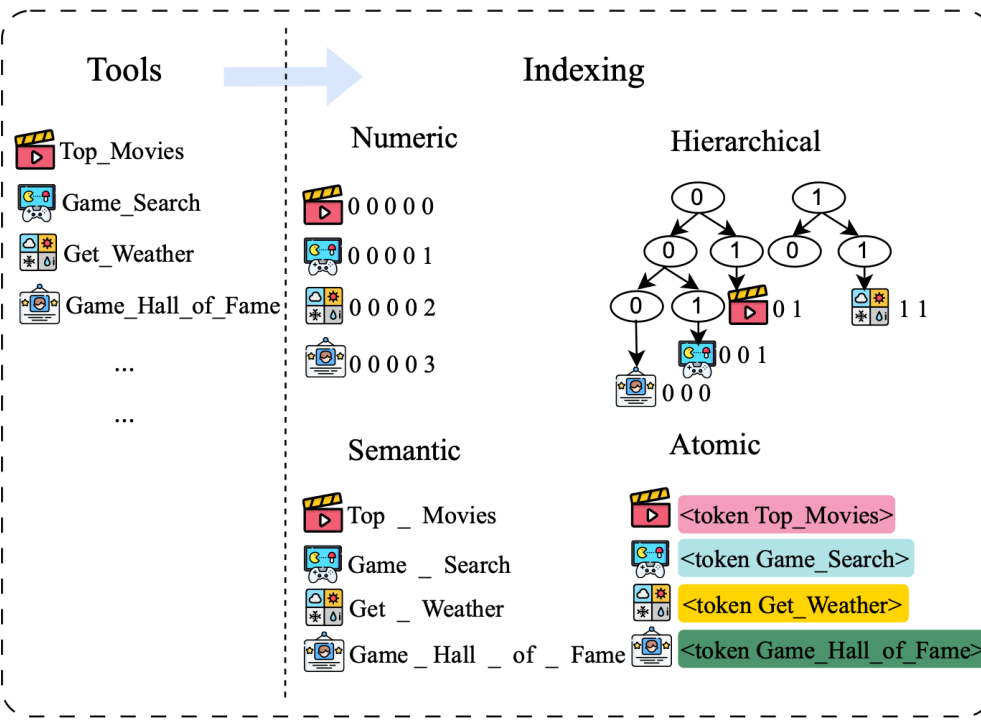 Tools
Indexing
Top_Movies
Game_Search
Get_Weather
Game_Hall_of_Fame
...
...
Numeric
0 0 0 0 0
0 0 0 0 1
0 0 0 0 2
0 0 0 0 3
Hierarchical
0 1
0 1 0 1
0 1 0 1 1 1
0 0 1
0 0 0
Semantic
Top _ Movies
Game _ Search
Get _ Weather
Game _ Hall _ of _ Fame
Atomic
<token Top_Movies>
<token Game_Search>
<token Get_Weather>
<token Game_Hall_of_Fame>